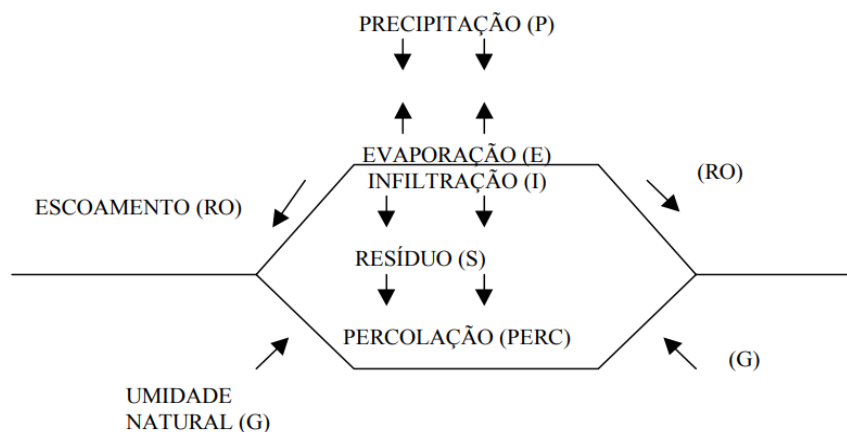 PRECIPITAÇÃO (P)
EVAPORAÇÃO (E)
INFILTRAÇÃO (I)
(RO)
ESCOAMENTO (RO)
RESÍDUO (S)
PERCOLAÇÃO (PERC)
(G)
UMIDADE
NATURAL (G)